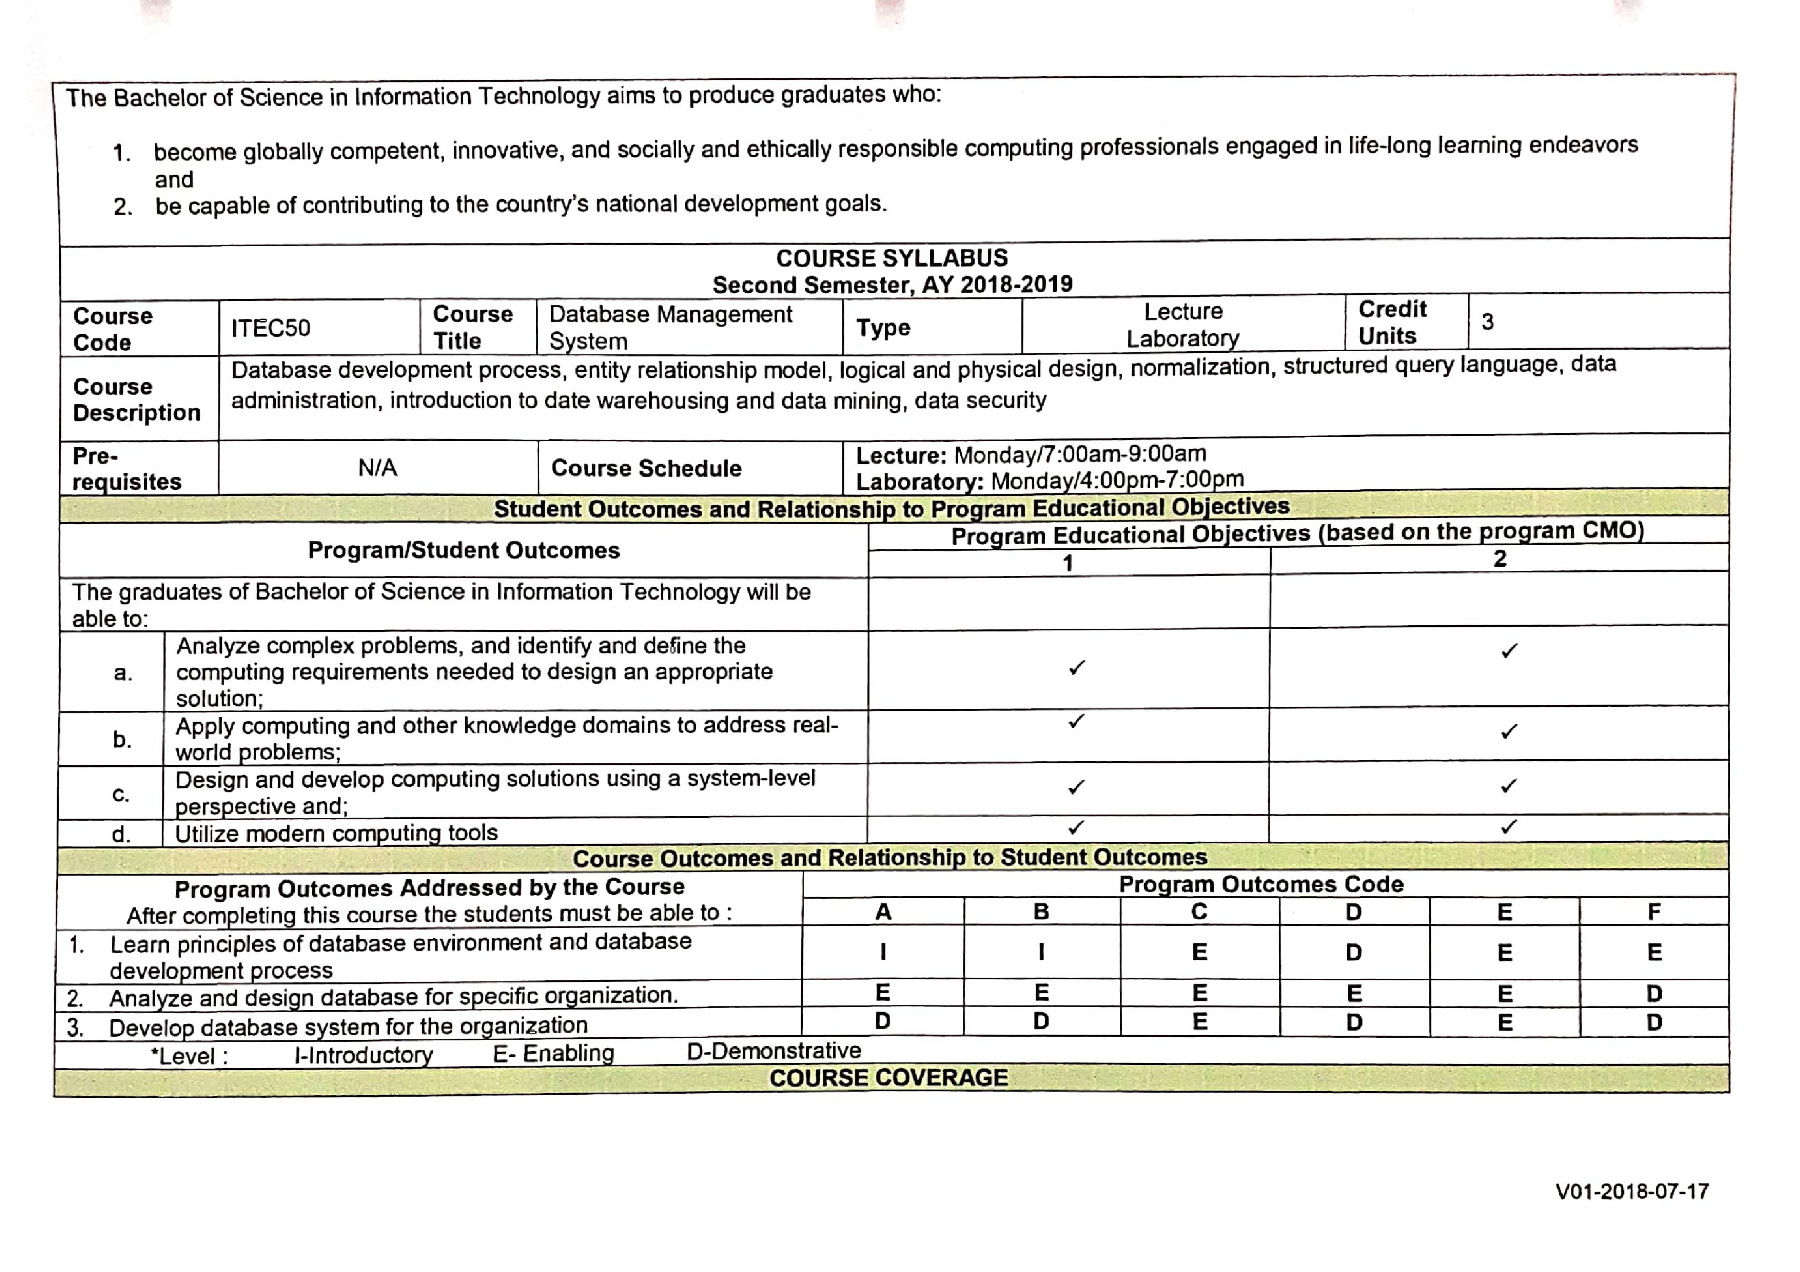 The Bachelor of Science in Information Technology aims to produce graduates who:
1. become globally competent, innovative, and socially and ethically responsible computing professionals engaged in life-long learning endeavors
and
2. be capable of contributing to the country's national development goals.
COURSE SYLLABUS
Second Semester, AY 2018-2019
Course Code
ITEC50
Course Title
Database Management System
Type
Lecture
Laboratory
Credit Units
3
Course Description
Database development process, entity relationship model, logical and physical design, normalization, structured query language, data
administration, introduction to date warehousing and data mining, data security
Pre-requisites
N/A
Course Schedule
Lecture: Monday/7:00am-9:00am
Laboratory: Monday/4:00pm-7:00pm
Student Outcomes and Relationship to Program Educational Objectives
Program/Student Outcomes
Program Educational Objectives (based on the program CMO)
1 2
The graduates of Bachelor of Science in Information Technology will be
able to:
a. Analyze complex problems, and identify and define the
computing requirements needed to design an appropriate
solution; ✓ ✓
b. Apply computing and other knowledge domains to address real-
world problems; ✓ ✓
c. Design and develop computing solutions using a system-level
perspective and; ✓ ✓
d. Utilize modern computing tools ✓ ✓
Course Outcomes and Relationship to Student Outcomes
Program Outcomes Addressed by the Course
After completing this course the students must be able to :
Program Outcomes Code
A B C D E F
1. Learn principles of database environment and database
development process I I E D E E
2. Analyze and design database for specific organization. E E E E E D
3. Develop database system for the organization D D E D E D
*Level : I-Introductory E- Enabling D-Demonstrative
COURSE COVERAGE
V01-2018-07-17